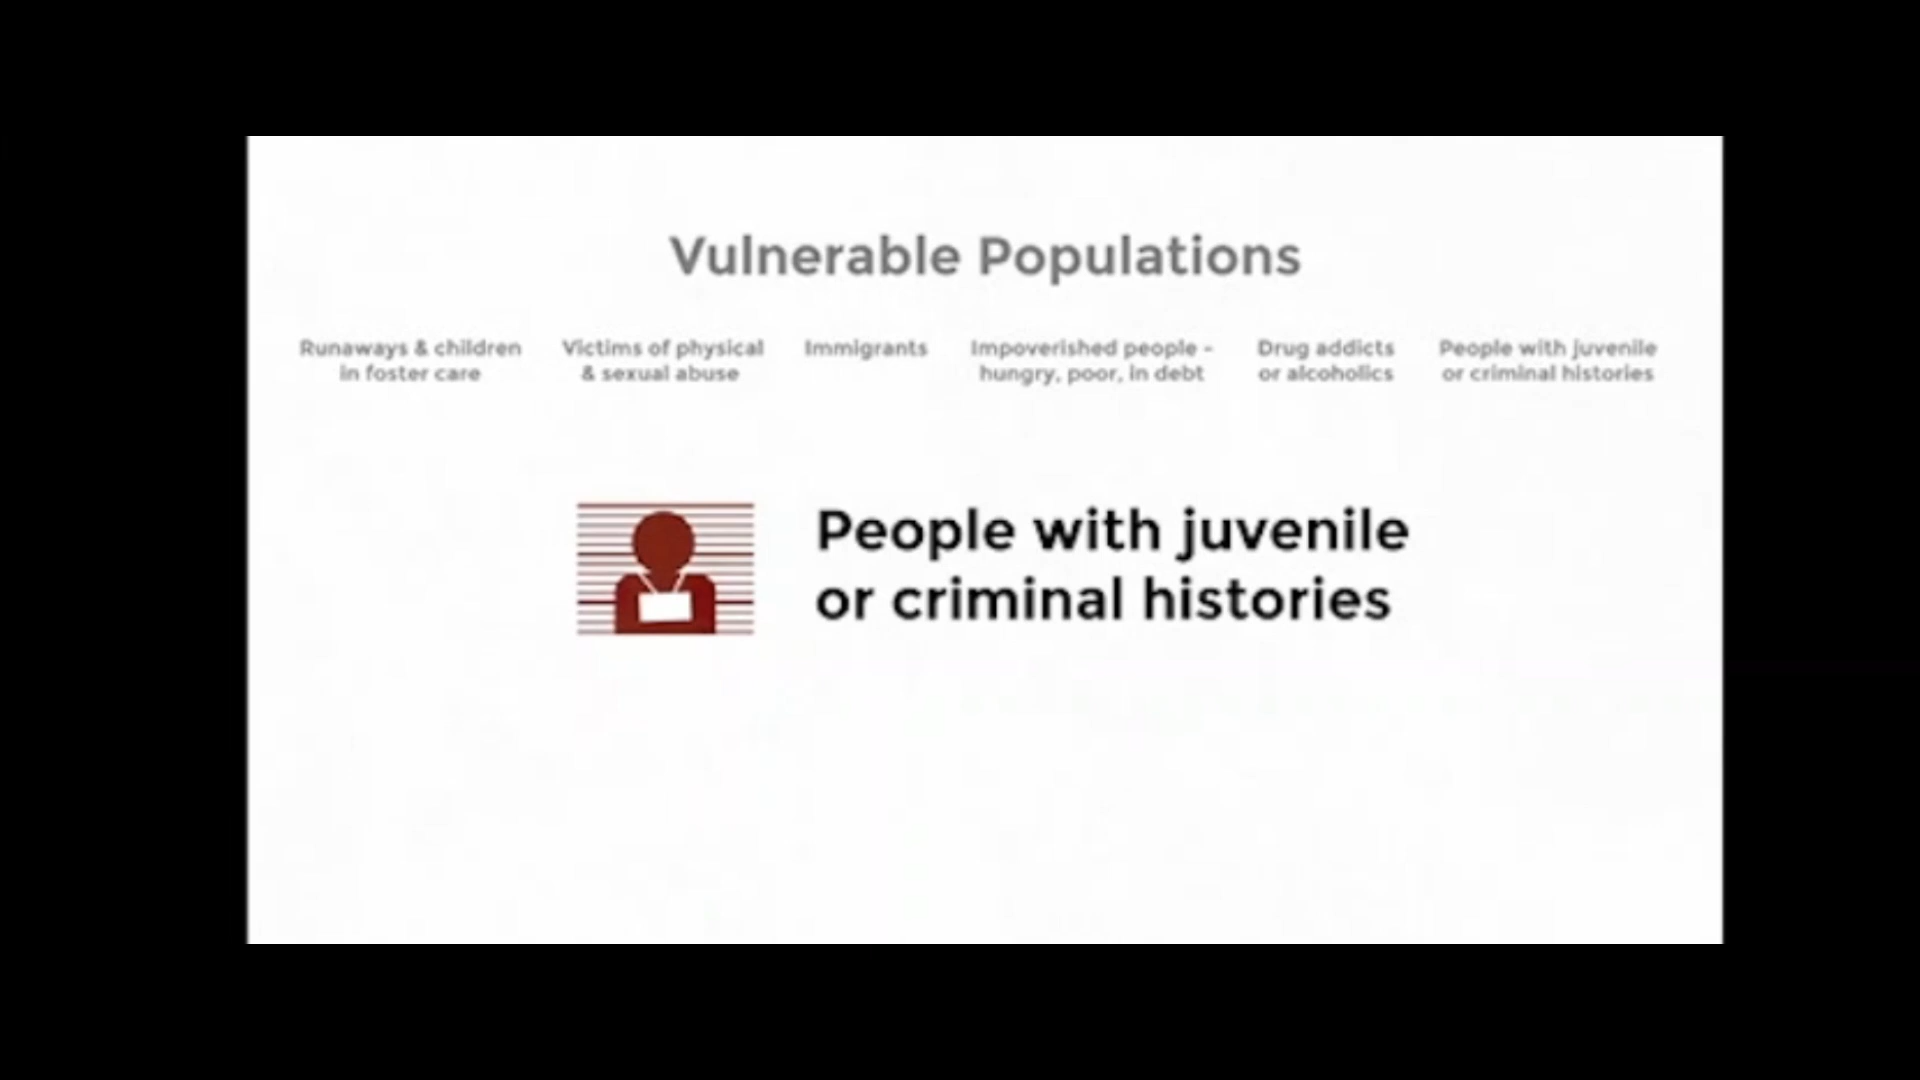 Vulnerable Populations
Runaways & children
in foster care
Victims of physical
& sexual abuse
Immigrants
Impoverished people -
hungry, poor, in debt
Drug addicts
or alcoholics
People with juvenile
or criminal histories
People with juvenile
or criminal histories